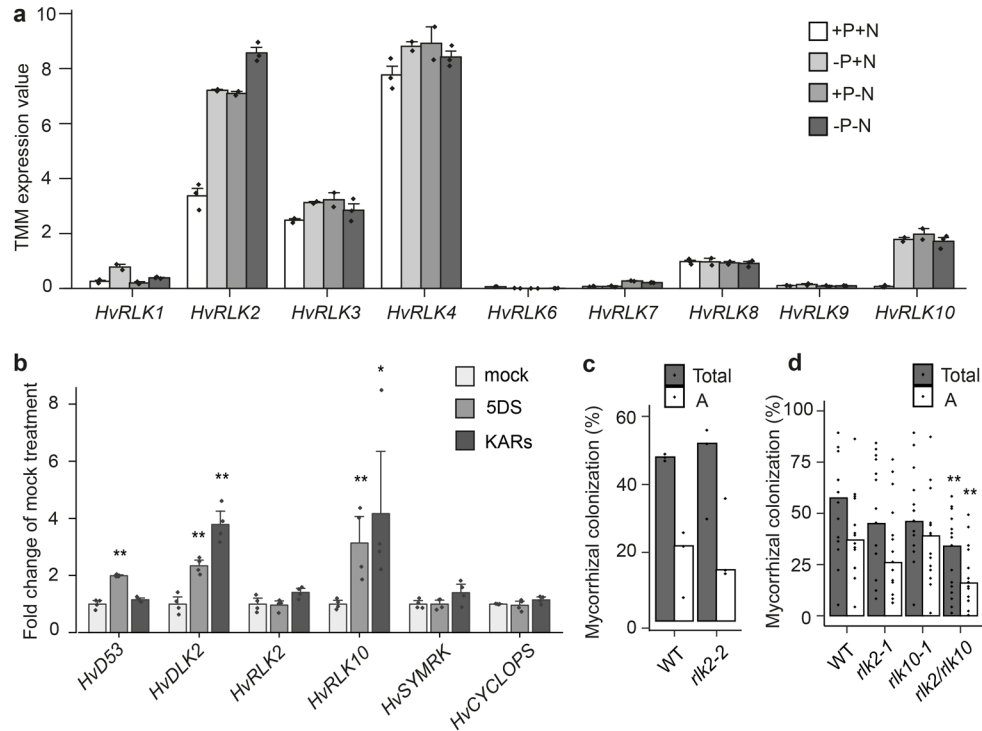 a
TMM expression value
10
8
6
4
2
0
+P+N
-P+N
+P-N
-P-N
HvRLK1 HvRLK2 HvRLK3 HvRLK4 HvRLK6 HvRLK7 HvRLK8 HvRLK9 HvRLK10
b
Fold change of mock treatment
8
6
4
2
0
mock
5DS
KARs
** ** ** ** *
HvD53 HvDLK2 HvRLK2 HvRLK10 HvSYMRK HvCYCLOPS
c
Total
A
Mycorrhizal colonization (%)
60
40
20
0
WT rlk2-2
d
Total
A
Mycorrhizal colonization (%)
100
75
50
25
0
** **
WT rlk2-1 rlk10-1 rlk2/rlk10